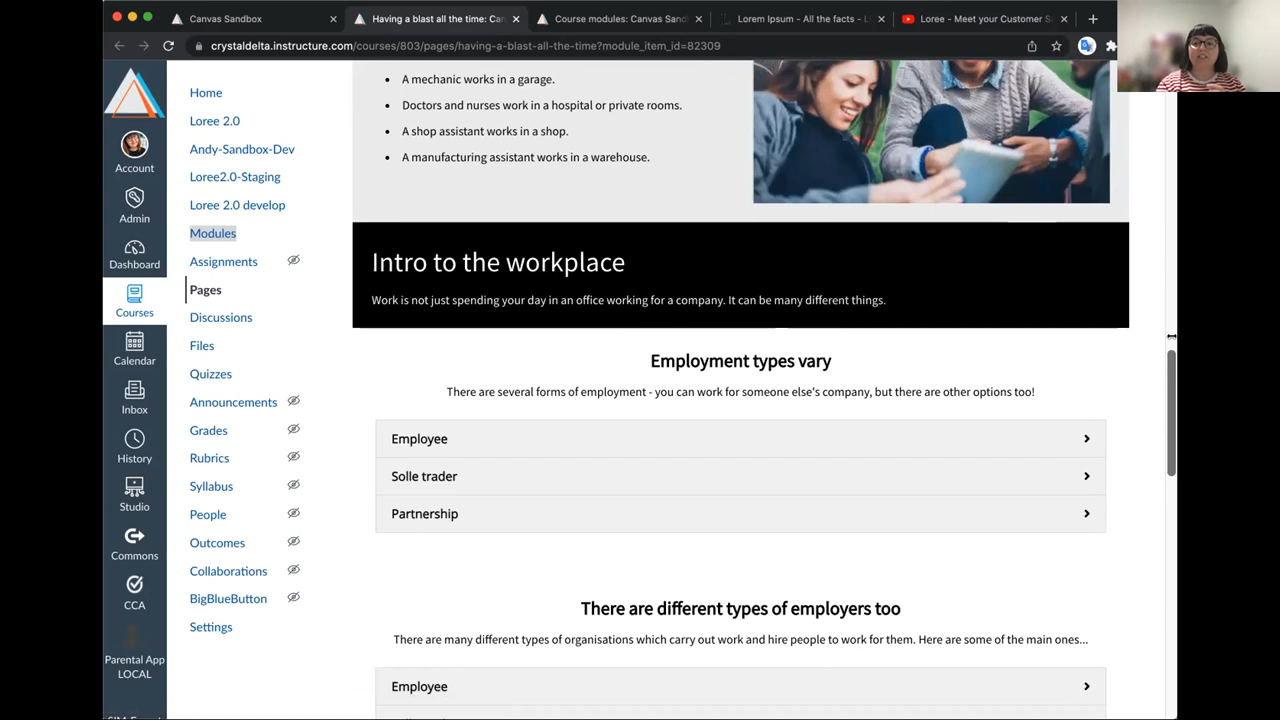 Canvas Sandbox
Having a blast all the time: Can
Course modules: Canvas Sand
Lorem Ipsum - All the facts - L
Loree - Meet your Customer S
crystaldelta.instructure.com/courses/803/pages/having-a-blast-all-the-time?module_item_id=82309
Account
Admin
Dashboard
Courses
Calendar
Inbox
History
Studio
Commons
CCA
Parental App
LOCAL
Home
Loree 2.0
Andy-Sandbox-Dev
Loree2.0-Staging
Loree 2.0 develop
Modules
Assignments
Pages
Discussions
Files
Quizzes
Announcements
Grades
Rubrics
Syllabus
People
Outcomes
Collaborations
BigBlueButton
Settings
A mechanic works in a garage.
Doctors and nurses work in a hospital or private rooms.
A shop assistant works in a shop.
A manufacturing assistant works in a warehouse.
Intro to the workplace
Work is not just spending your day in an office working for a company. It can be many different things.
Employment types vary
There are several forms of employment - you can work for someone else's company, but there are other options too!
Employee
Solle trader
Partnership
There are different types of employers too
There are many different types of organisations which carry out work and hire people to work for them. Here are some of the main ones...
Employee